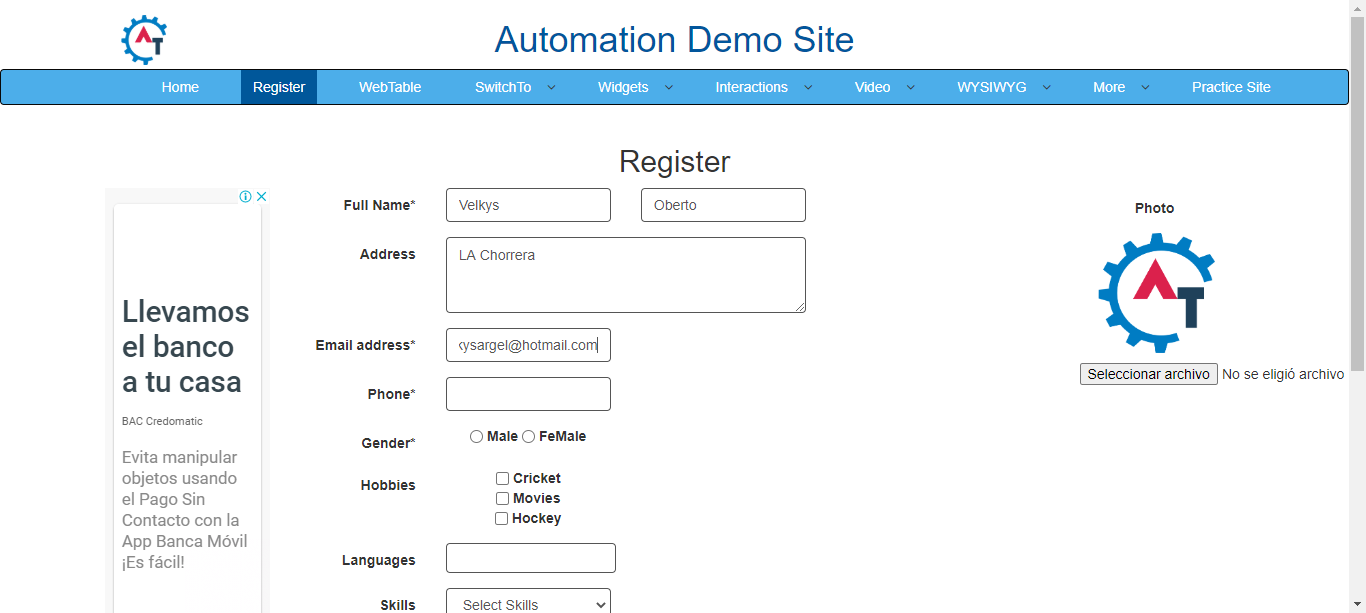 AT
Automation Demo Site
Home Register WebTable SwitchTo Widgets Interactions Video WYSIWYG More Practice Site
Register
Full Name* Velkys Oberto
Photo
Address LA Chorrera
AT
Email address* kysargel@hotmail.com
Seleccionar archivo No se eligió archivo
Phone*
Gender* Male FeMale
Hobbies Cricket
Movies
Hockey
Languages
Skills Select Skills
Llevamos
el banco
a tu casa
BAC Credomatic
Evita manipular
objetos usando
el Pago Sin
Contacto con la
App Banca Móvil
¡Es fácil!